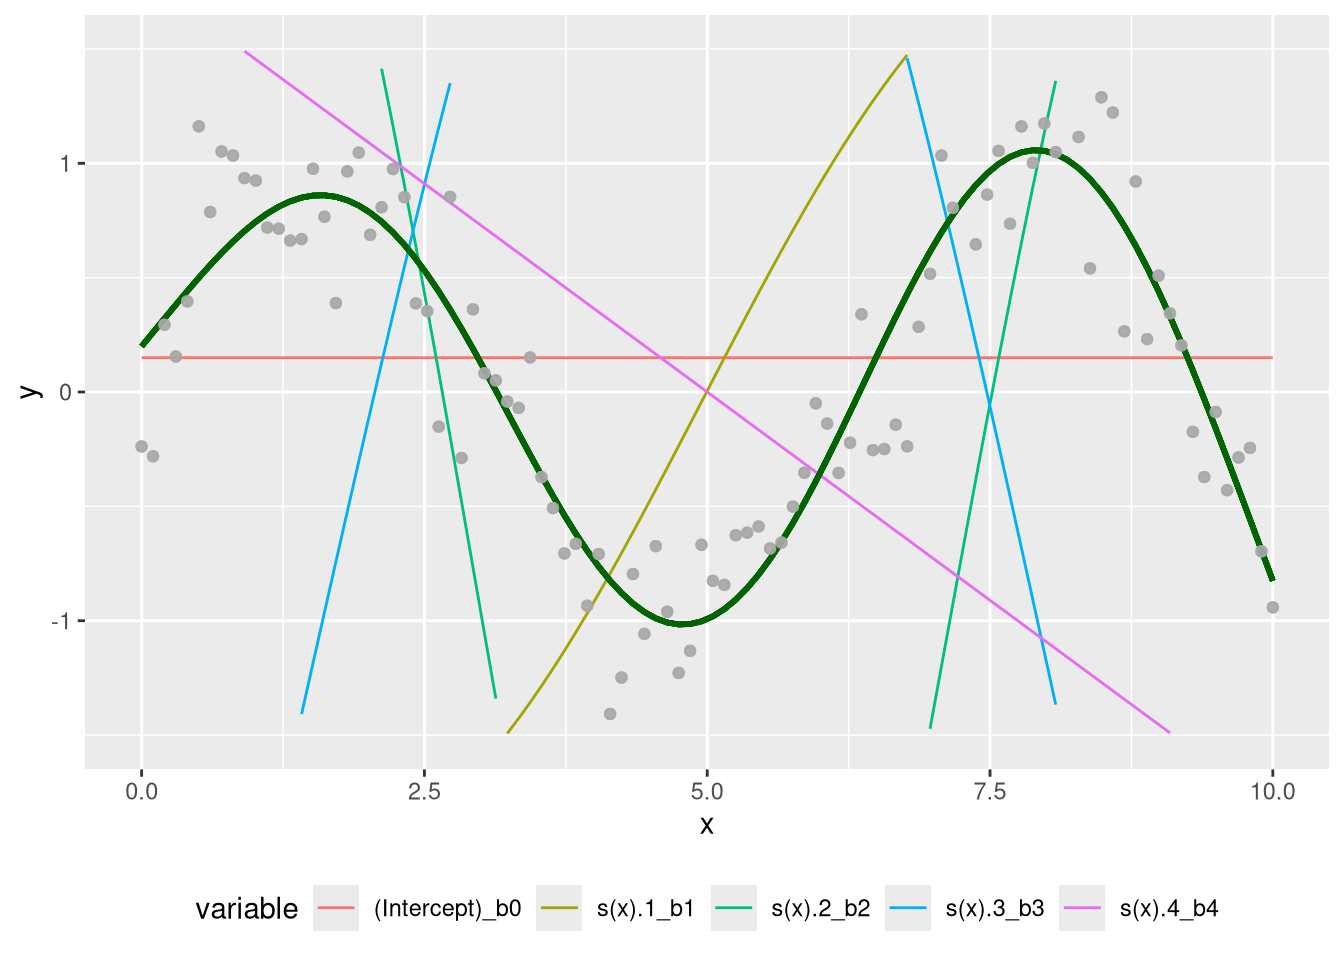 y
1
0
-1
0.0 2.5 5.0 7.5 10.0
x
variable (Intercept)_b0 s(x).1_b1 s(x).2_b2 s(x).3_b3 s(x).4_b4